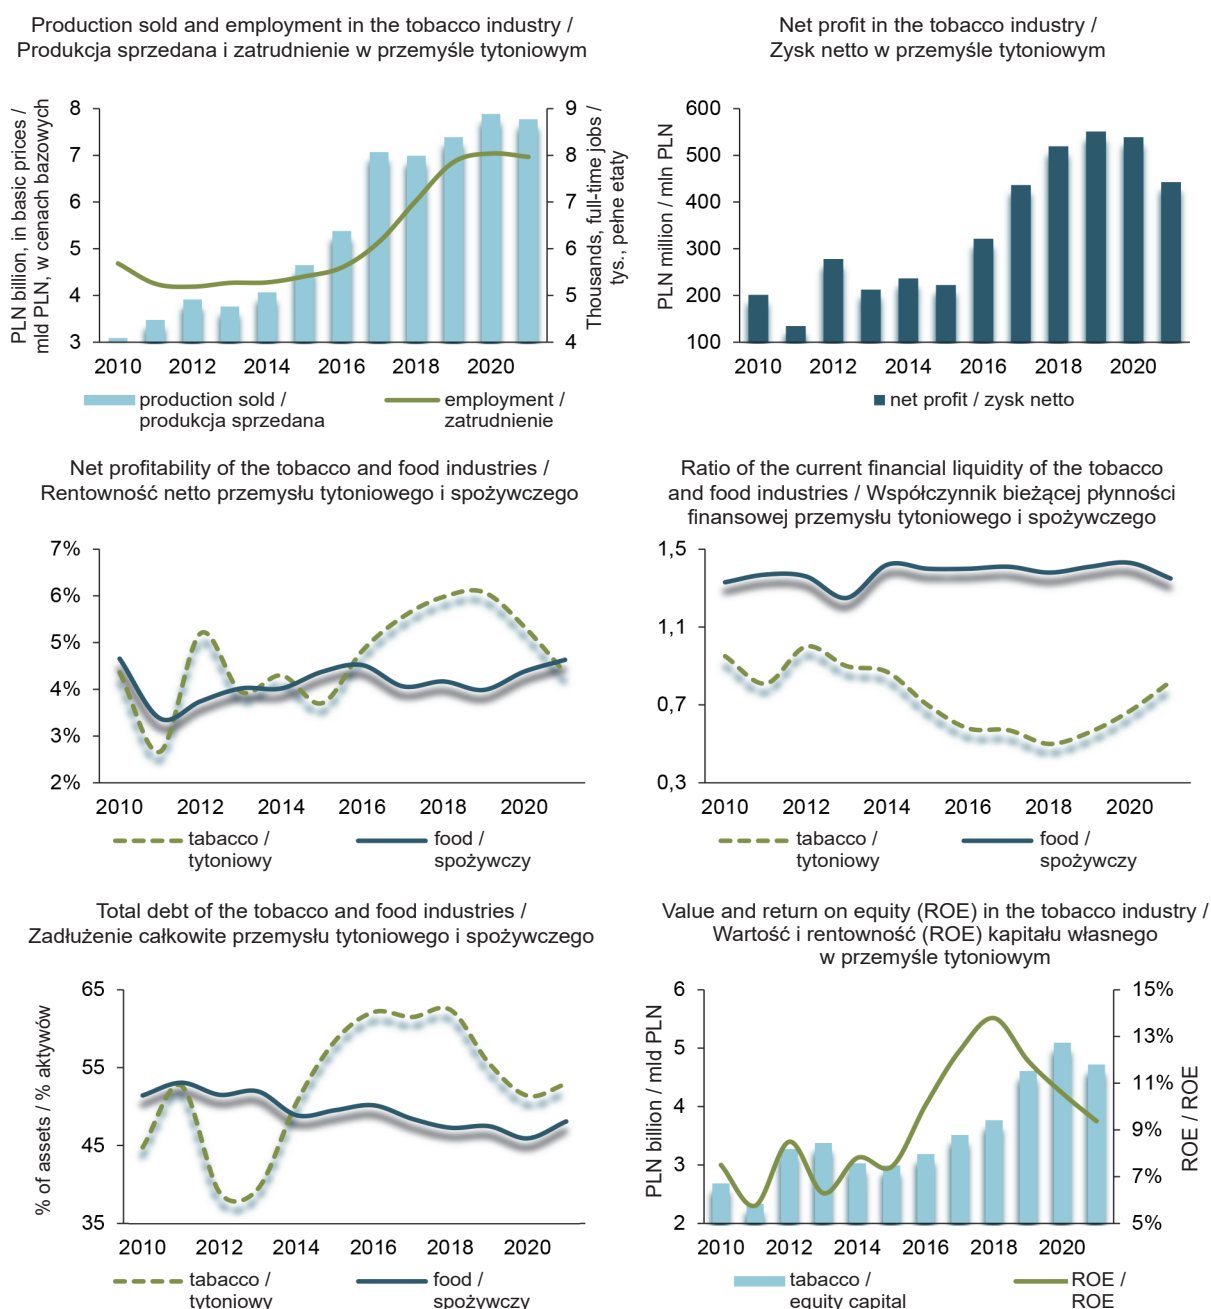 Production sold and employment in the tobacco industry /
Produkcja sprzedana i zatrudnienie w przemyśle tytoniowym
PLN billion, in basic prices /
mld PLN, w cenach bazowych
8
7
6
5
4
3
9
8
7
6
5
4
Thousands, full-time jobs /
tys., pełne etaty
2010 2012 2014 2016 2018 2020
production sold /
produkcja sprzedana
employment /
zatrudnienie
Net profit in the tobacco industry /
Zysk netto w przemyśle tytoniowym
PLN million / mln PLN
600
500
400
300
200
100
2010 2012 2014 2016 2018 2020
net profit / zysk netto
Net profitability of the tobacco and food industries /
Rentowność netto przemysłu tytoniowego i spożywczego
7%
6%
5%
4%
3%
2%
2010 2012 2014 2016 2018 2020
tabacco /
tytoniowy
food /
spożywczy
Ratio of the current financial liquidity of the tobacco
and food industries / Współczynnik bieżącej płynności
finansowej przemysłu tytoniowego i spożywczego
1,5
1,1
0,7
0,3
2010 2012 2014 2016 2018 2020
tabacco /
tytoniowy
food /
spożywczy
Total debt of the tobacco and food industries /
Zadłużenie całkowite przemysłu tytoniowego i spożywczego
% of assets / % aktywów
65
55
45
35
2010 2012 2014 2016 2018 2020
tabacco /
tytoniowy
food /
spożywczy
Value and return on equity (ROE) in the tobacco industry /
Wartość i rentowność (ROE) kapitału własnego
w przemyśle tytoniowym
PLN billion / mld PLN
6
5
4
3
2
15%
13%
11%
9%
7%
5%
ROE / ROE
2010 2012 2014 2016 2018 2020
tabacco /
equity capital
ROE /
ROE